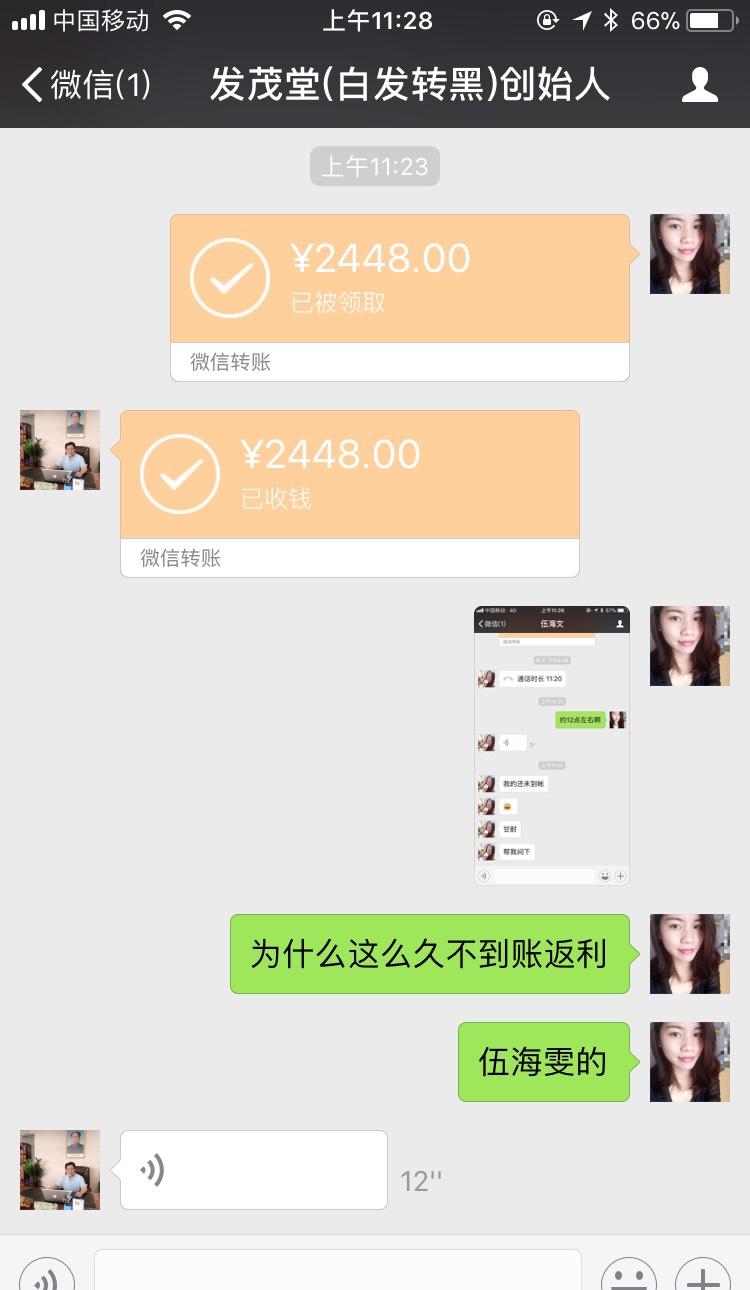 中国移动
上午11:28
66%
微信(1)
发茂堂(白发转黑)创始人
上午11:23
¥2448.00
已被领取
微信转账
¥2448.00
已收钱
微信转账
中国移动 4G
上午11:26
67%
微信(1)
伍海文
通话时长 11:20
约12点左右啊
我的还未到帐
甘耐
帮我问下
为什么这么久不到账返利
伍海雯的
12''